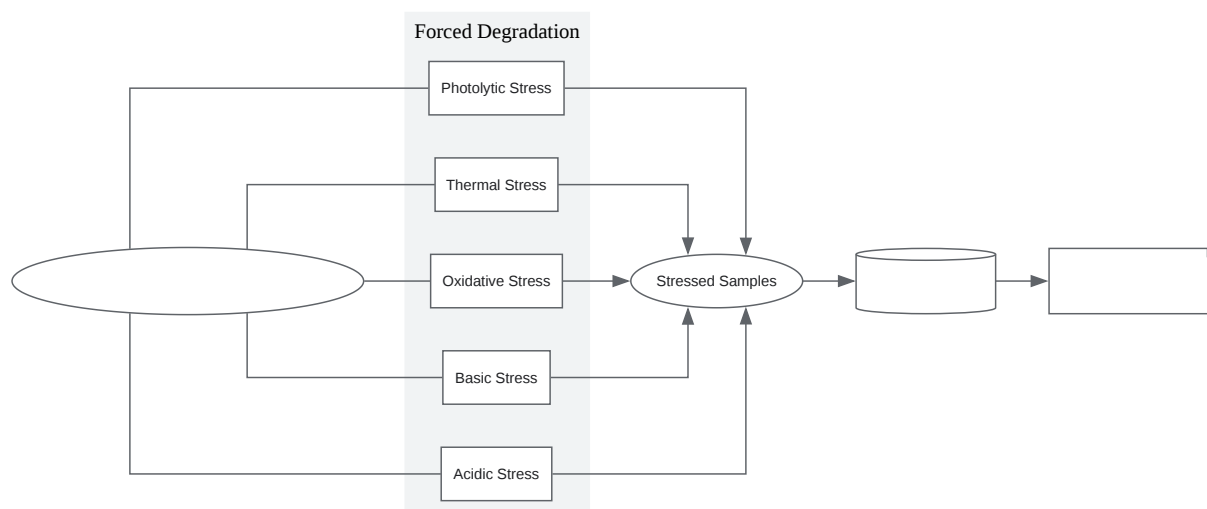 Forced Degradation
Photolytic Stress
Thermal Stress
Oxidative Stress
Stressed Samples
Basic Stress
Acidic Stress